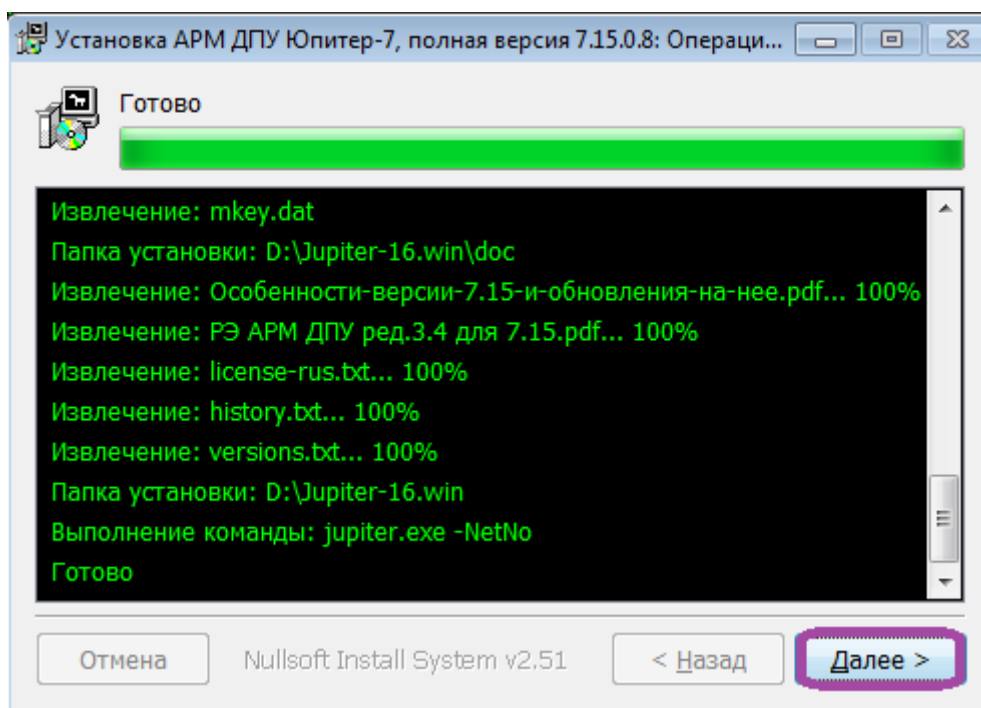 Установка АРМ ДПУ Юпитер-7, полная версия 7.15.0.8: Операци...
Готово
Извлечение: mkey.dat
Папка установки: D:\Jupiter-16.win\doc
Извлечение: Особенности-версии-7.15-и-обновления-на-нее.pdf... 100%
Извлечение: РЭ АРМ ДПУ ред.3.4 для 7.15.pdf... 100%
Извлечение: license-rus.txt... 100%
Извлечение: history.txt... 100%
Извлечение: versions.txt... 100%
Папка установки: D:\Jupiter-16.win
Выполнение команды: jupiter.exe -NetNo
Готово
Отмена Nullsoft Install System v2.51 < Назад Далее >